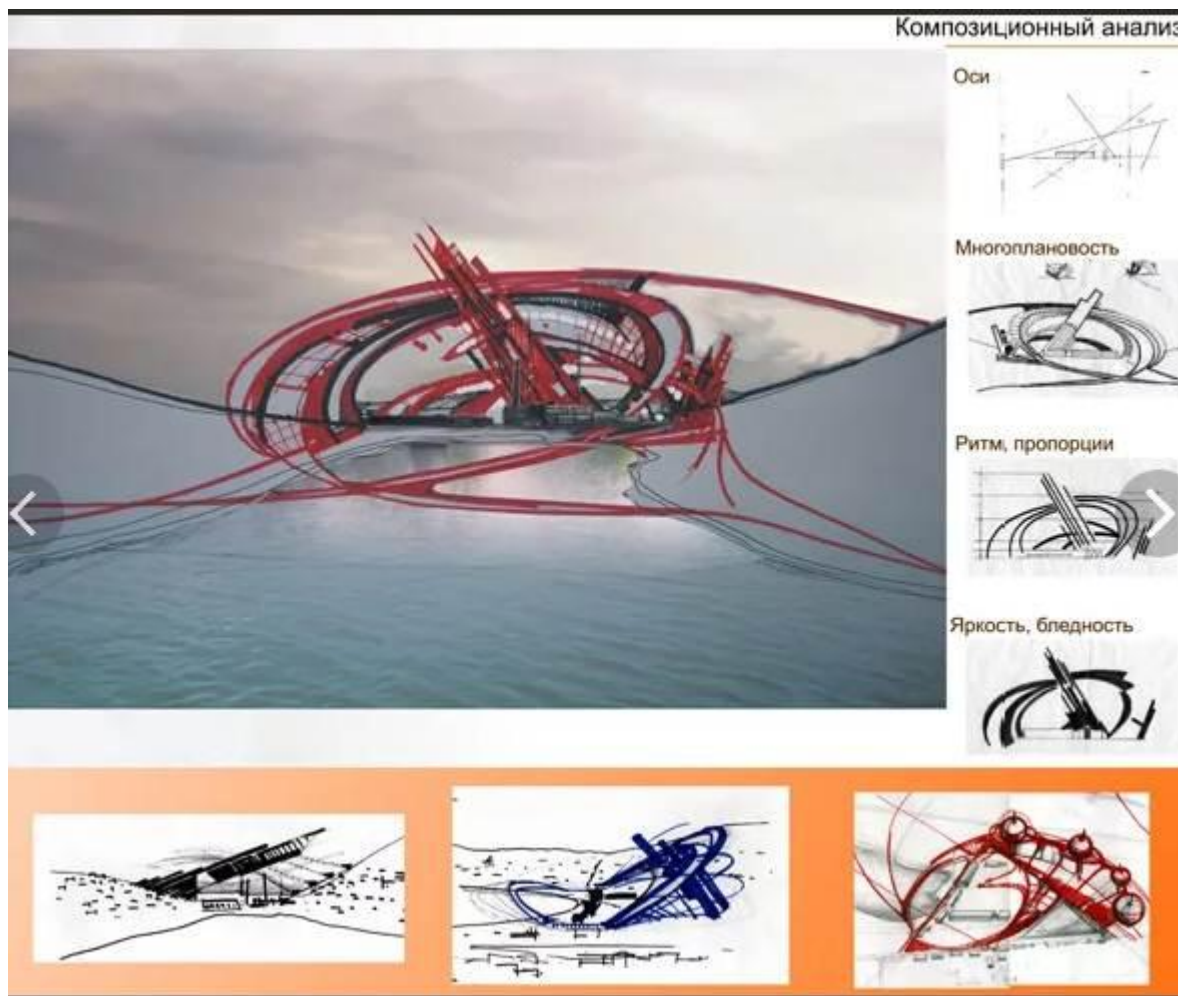 Композиционный анализ
Оси
Многоплановость
Ритм, пропорции
Яркость, бледность